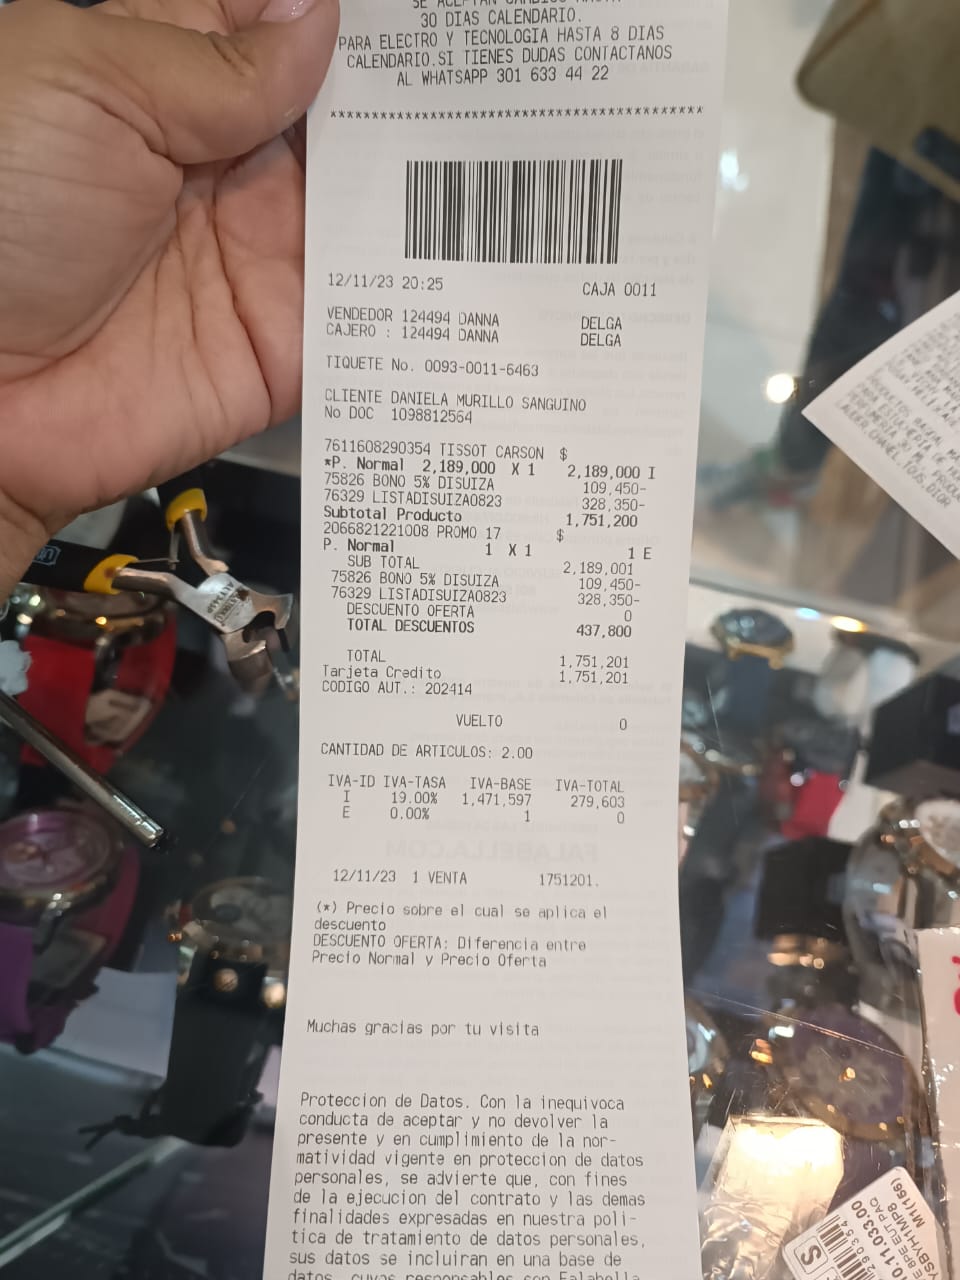 SE ACEPTAN CAMBIOS HASTA
30 DIAS CALENDARIO.
PARA ELECTRO Y TECNOLOGIA HASTA 8 DIAS
CALENDARIO.SI TIENES DUDAS CONTACTANOS
AL WHATSAPP 301 633 44 22
****************************************
12/11/23 20:25 CAJA 0011
VENDEDOR 124494 DANNA DELGA
CAJERO : 124494 DANNA DELGA
TIQUETE No. 0093-0011-6463
CLIENTE DANIELA MURILLO SANGUINO
No DOC 1098812564
7611608290354 TISSOT CARSON $
*P. Normal 2,189,000 X 1 2,189,000 I
75826 BONO 5% DISUIZA 109,450-
76329 LISTADISUIZA0823 328,350-
Subtotal Producto 1,751,200
2066821221008 PROMO 17 $
P. Normal 1 X 1 1 E
SUB TOTAL 2,189,001
75826 BONO 5% DISUIZA 109,450-
76329 LISTADISUIZA0823 328,350-
DESCUENTO OFERTA 0
TOTAL DESCUENTOS 437,800
TOTAL 1,751,201
Tarjeta Credito 1,751,201
CODIGO AUT.: 202414
VUELTO 0
CANTIDAD DE ARTICULOS: 2.00
IVA-ID IVA-TASA IVA-BASE IVA-TOTAL
I 19.00% 1,471,597 279,603
E 0.00% 1 0
12/11/23 1 VENTA 1751201.
(*) Precio sobre el cual se aplica el
descuento
DESCUENTO OFERTA: Diferencia entre
Precio Normal y Precio Oferta
Muchas gracias por tu visita
Proteccion de Datos. Con la inequivoca
conducta de aceptar y no devolver la
presente y en cumplimiento de la nor-
matividad vigente en proteccion de datos
personales, se advierte que, con fines
de la ejecucion del contrato y las demas
finalidades expresadas en nuestra poli-
tica de tratamiento de datos personales,
sus datos se incluiran en una base de
datos, cuyos responsables son Falabella